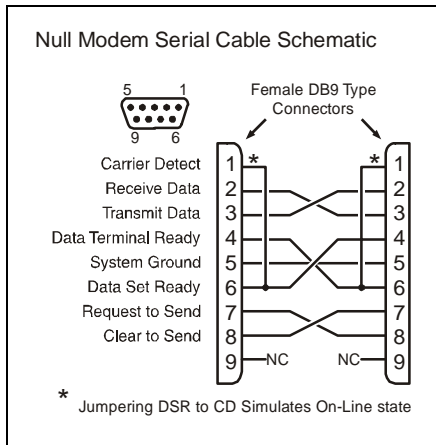 Null Modem Serial Cable Schematic
5 1
9 6
Female DB9 Type
Connectors
Carrier Detect 1 * * 1
Receive Data 2 2
Transmit Data 3 3
Data Terminal Ready 4 4
System Ground 5 5
Data Set Ready 6 6
Request to Send 7 7
Clear to Send 8 8
9 NC NC 9
* Jumpering DSR to CD Simulates On-Line state